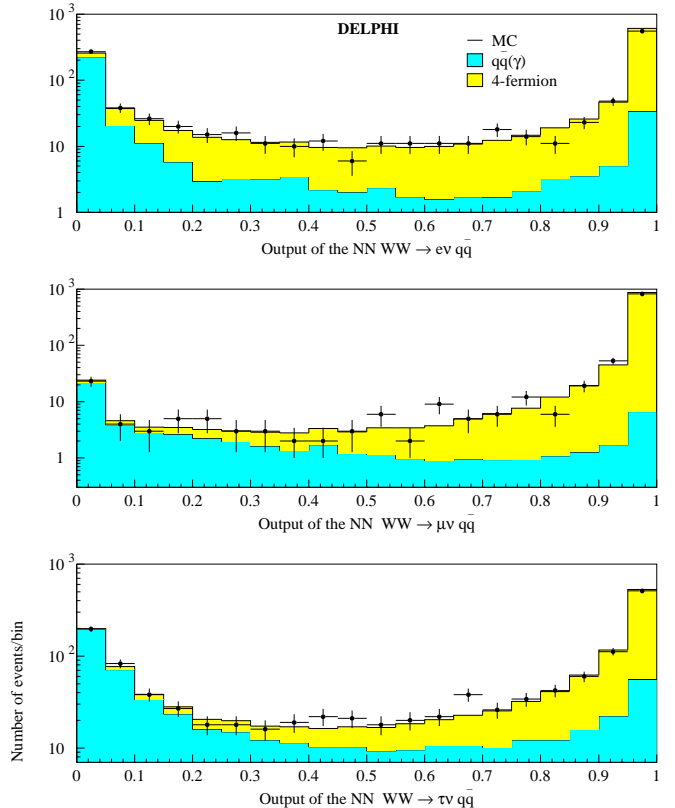 10 3
DELPHI
MC
qq̄(γ)
4-fermion
10 2
10
1
0 0.1 0.2 0.3 0.4 0.5 0.6 0.7 0.8 0.9 1
Output of the NN WW → eν qq̄
10 3
10 2
10
1
0 0.1 0.2 0.3 0.4 0.5 0.6 0.7 0.8 0.9 1
Output of the NN WW → μν qq̄
10 3
10 2
10
Number of events/bin
0 0.1 0.2 0.3 0.4 0.5 0.6 0.7 0.8 0.9 1
Output of the NN WW → τν qq̄